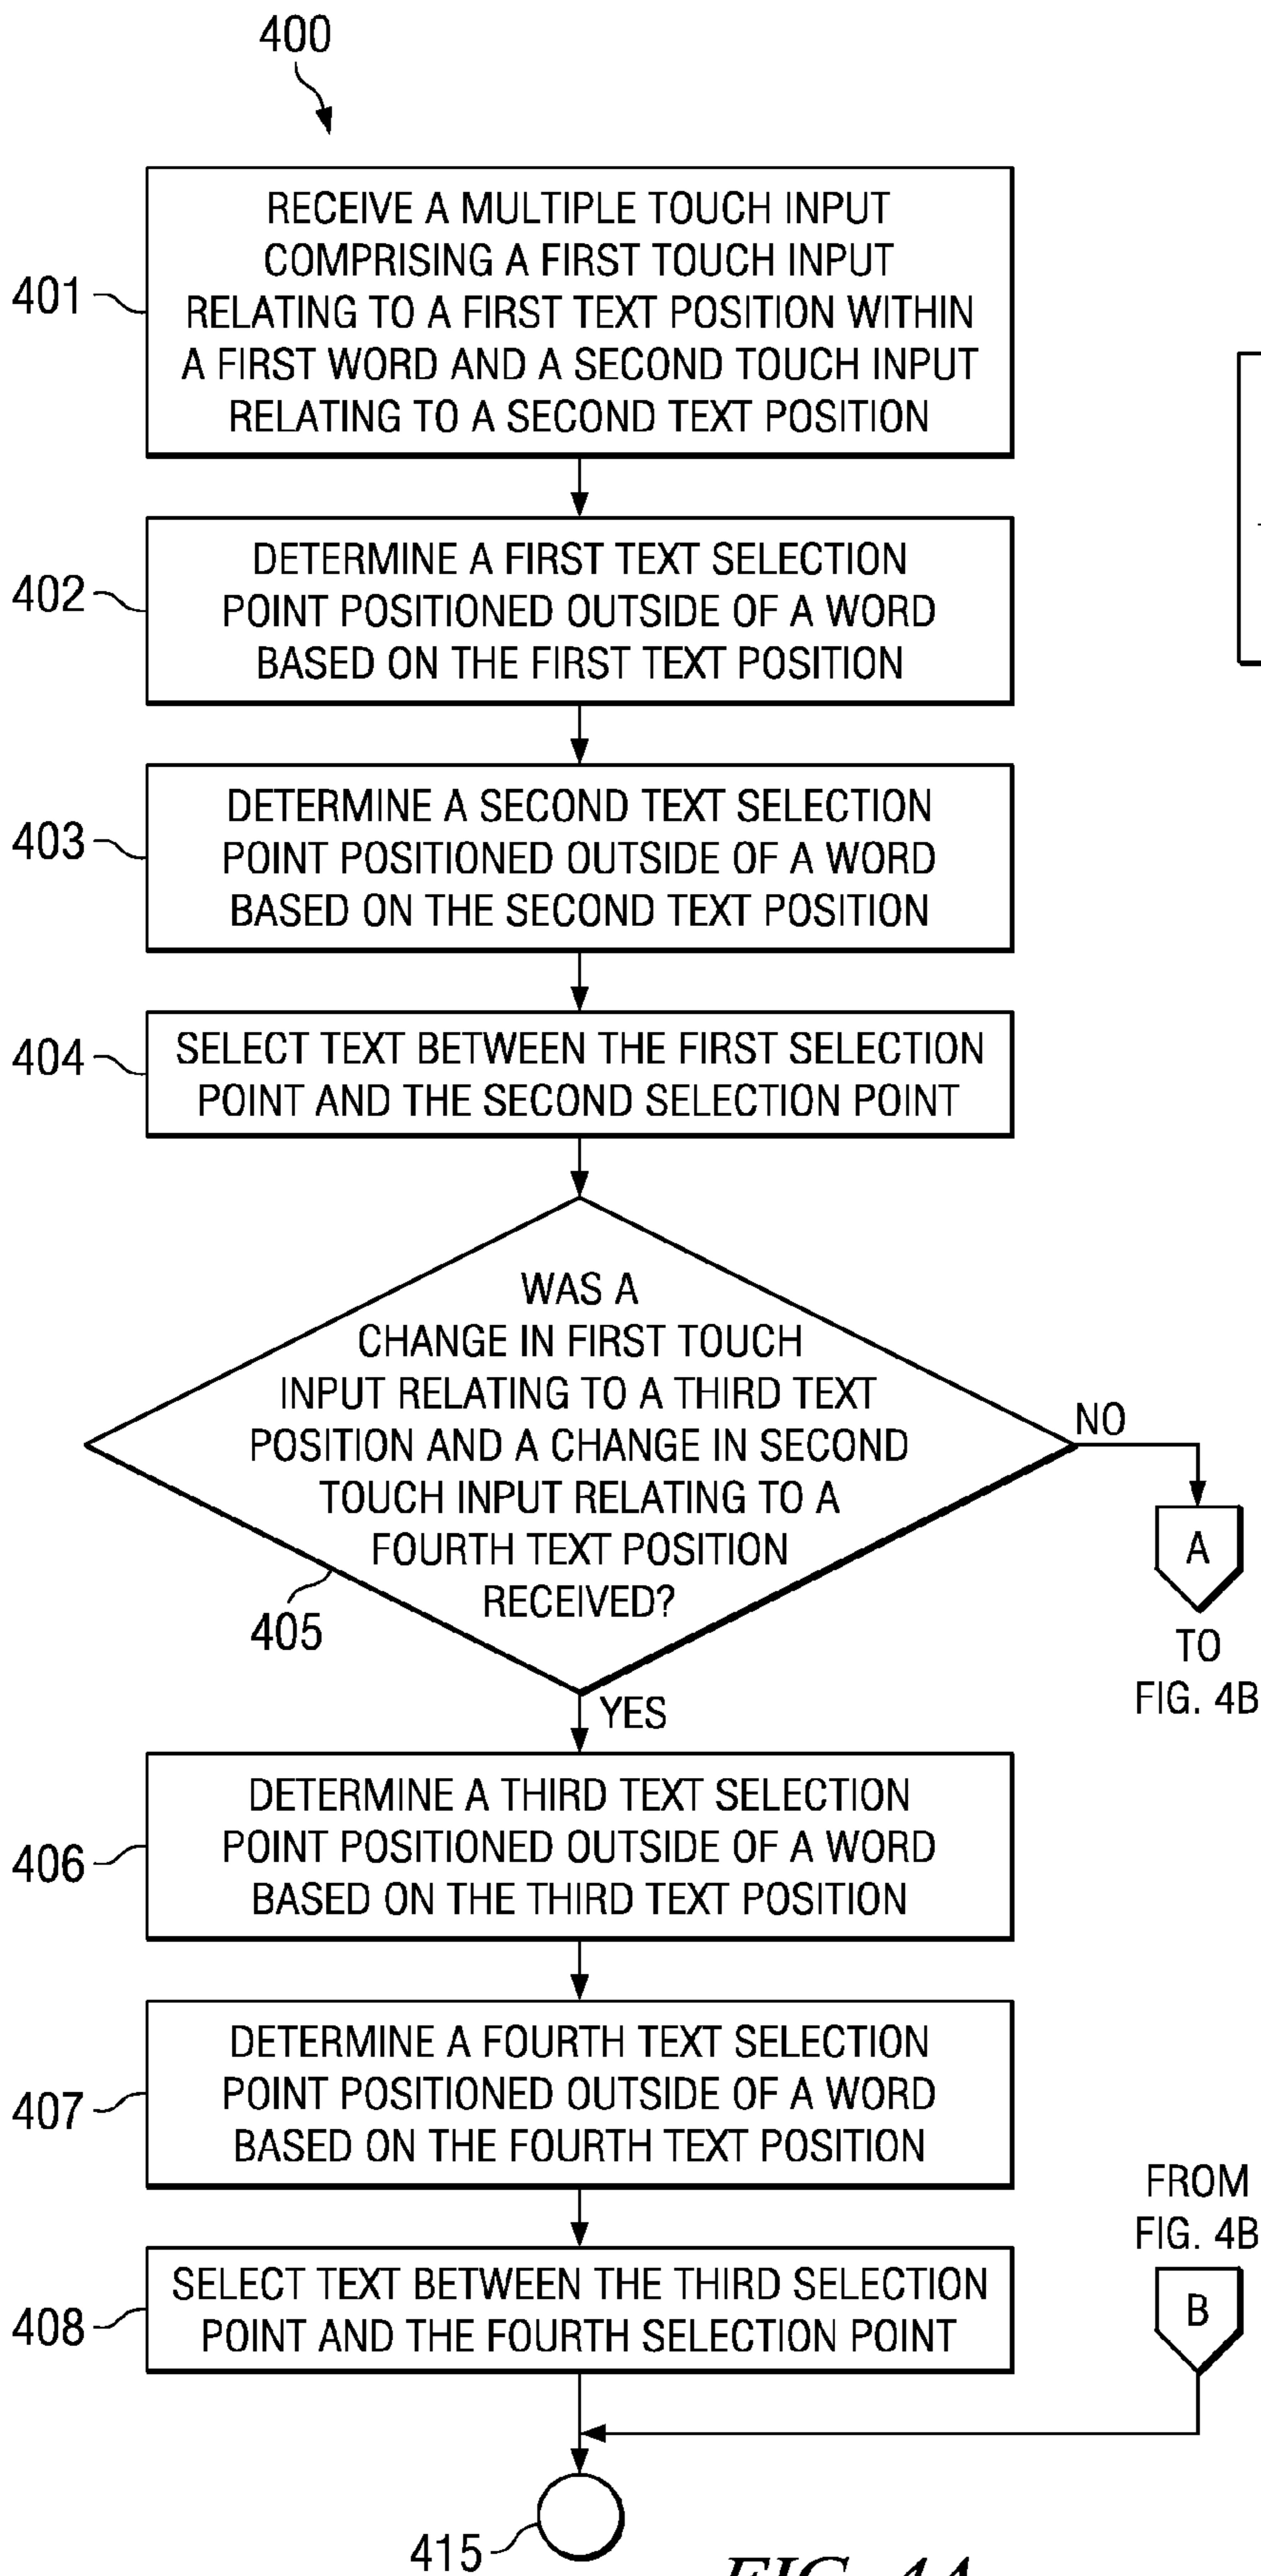 400
401
RECEIVE A MULTIPLE TOUCH INPUT
COMPRISING A FIRST TOUCH INPUT
RELATING TO A FIRST TEXT POSITION WITHIN
A FIRST WORD AND A SECOND TOUCH INPUT
RELATING TO A SECOND TEXT POSITION
402
DETERMINE A FIRST TEXT SELECTION
POINT POSITIONED OUTSIDE OF A WORD
BASED ON THE FIRST TEXT POSITION
403
DETERMINE A SECOND TEXT SELECTION
POINT POSITIONED OUTSIDE OF A WORD
BASED ON THE SECOND TEXT POSITION
404
SELECT TEXT BETWEEN THE FIRST SELECTION
POINT AND THE SECOND SELECTION POINT
WAS A
CHANGE IN FIRST TOUCH
INPUT RELATING TO A THIRD TEXT
POSITION AND A CHANGE IN SECOND
TOUCH INPUT RELATING TO A
FOURTH TEXT POSITION
RECEIVED?
405
NO
A
TO
FIG. 4B
YES
406
DETERMINE A THIRD TEXT SELECTION
POINT POSITIONED OUTSIDE OF A WORD
BASED ON THE THIRD TEXT POSITION
407
DETERMINE A FOURTH TEXT SELECTION
POINT POSITIONED OUTSIDE OF A WORD
BASED ON THE FOURTH TEXT POSITION
408
SELECT TEXT BETWEEN THE THIRD SELECTION
POINT AND THE FOURTH SELECTION POINT
FROM
FIG. 4B
B
415
FIG. 4A